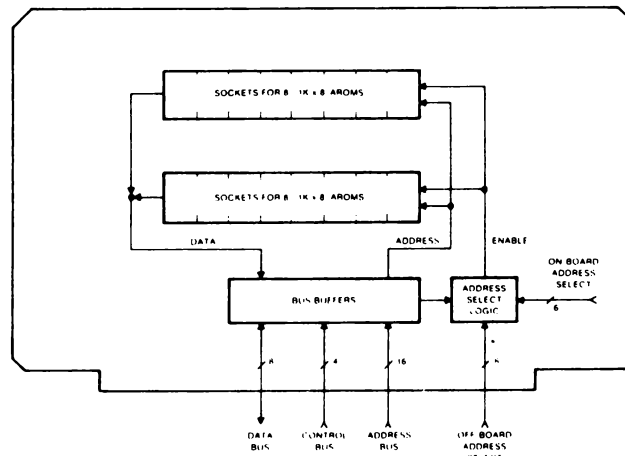 SOCKETS FOR 8 1K x 8 AROMS
SOCKETS FOR 8 1K x 8 AROMS
DATA
ADDRESS
ENABLE
ON BOARD
ADDRESS
SELECT
BUS BUFFERS
ADDRESS
SELECT
LOGIC
6
8
4
16
DATA
BUS
CONTROL
BUS
ADDRESS
BUS
OFF BOARD
ADDRESS